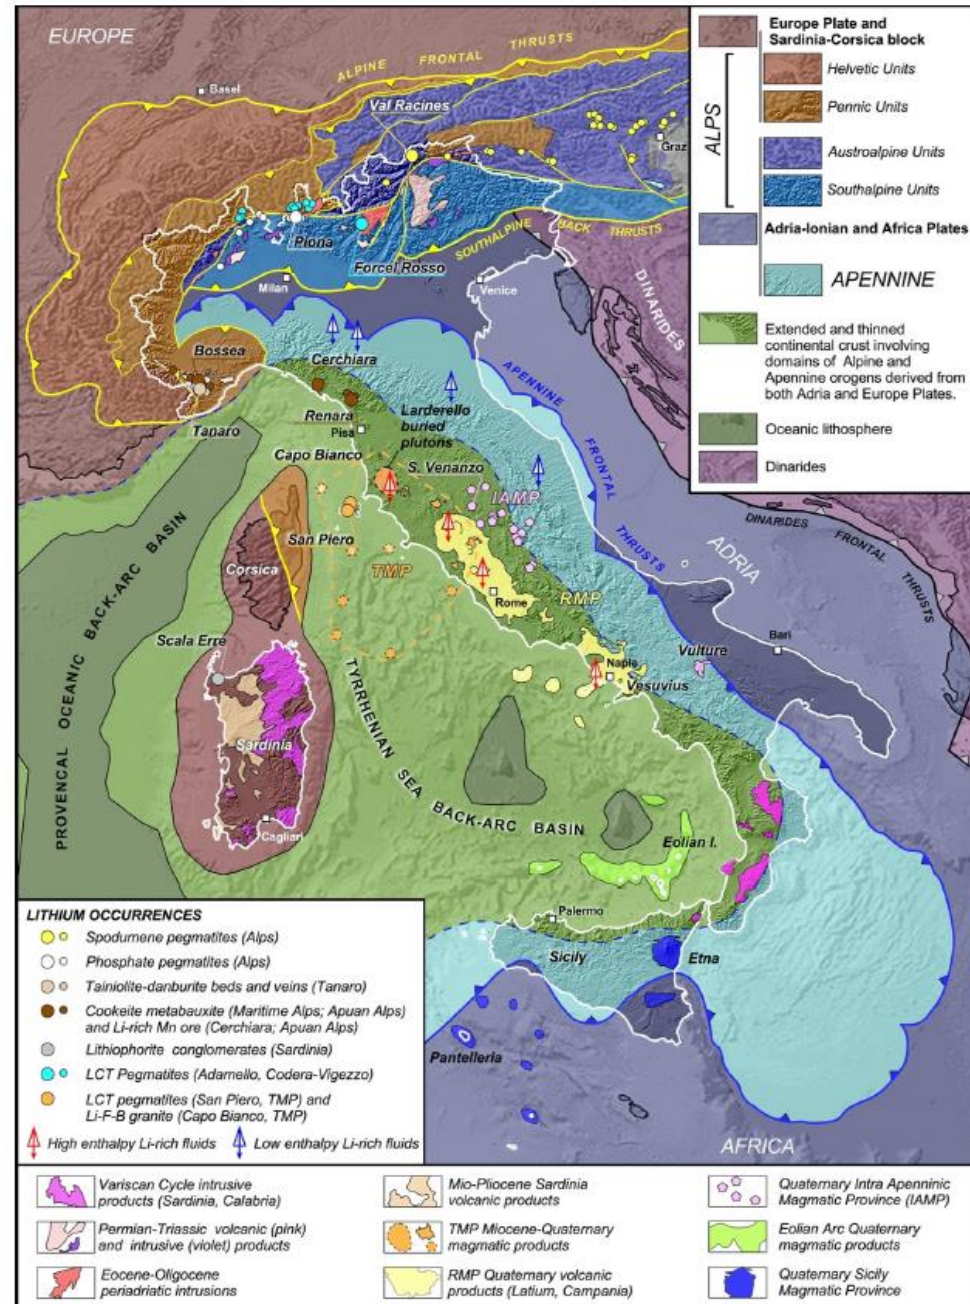 EUROPE
ALPINE FRONTAL THRUSTS
Basel
Val Racines
Graz
Piona
Forcel Rosso
SOUTHALPINE BACK THRUSTS
Milan
Venice
DINARIDES
Bossea
Cerchiara
APENNINE FRONTAL THRUSTS
Tanaro
Renara
Pisa
Larderello
buried
plutons
Capo Bianco
S. Venanzo
IAMP
DINARIDES FRONTAL THRUSTS
ADRIA
San Piero
TMP
Corsica
Rome
RMP
Bari
Scala Erre
Naple
Vulture
Vesuvius
PROVENCAL OCEANIC BACK-ARC BASIN
TYRRHENIAN SEA BACK-ARC BASIN
Sardinia
Cagliari
Eolian I.
Palermo
Sicily
Etna
Pantelleria
AFRICA
Europe Plate and
Sardinia-Corsica block
ALPS
Helvetic Units
Pennic Units
Austroalpine Units
Southalpine Units
Adria-Ionian and Africa Plates
APENNINE
Extended and thinned
continental crust involving
domains of Alpine and
Apennine orogens derived from
both Adria and Europe Plates.
Oceanic lithosphere
Dinarides
LITHIUM OCCURRENCES
Spodumene pegmatites (Alps)
Phosphate pegmatites (Alps)
Tainiolite-danburite beds and veins (Tanaro)
Cookeite metabauxite (Maritime Alps; Apuan Alps)
and Li-rich Mn ore (Cerchiara; Apuan Alps)
Lithiophorite conglomerates (Sardinia)
LCT Pegmatites (Adamello, Codera-Vigezzo)
LCT pegmatites (San Piero, TMP) and
Li-F-B granite (Capo Bianco, TMP)
High enthalpy Li-rich fluids
Low enthalpy Li-rich fluids
Variscan Cycle intrusive
products (Sardinia, Calabria)
Permian-Triassic volcanic (pink)
and intrusive (violet) products
Eocene-Oligocene
periadriatic intrusions
Mio-Pliocene Sardinia
volcanic products
TMP Miocene-Quaternary
magmatic products
RMP Quaternary volcanic
products (Latium, Campania)
Quaternary Intra Apenninic
Magmatic Province (IAMP)
Eolian Arc Quaternary
magmatic products
Quaternary Sicily
Magmatic Province